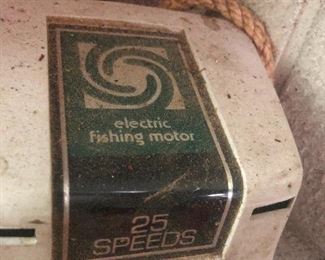 electric
fishing motor
25
SPEEDS